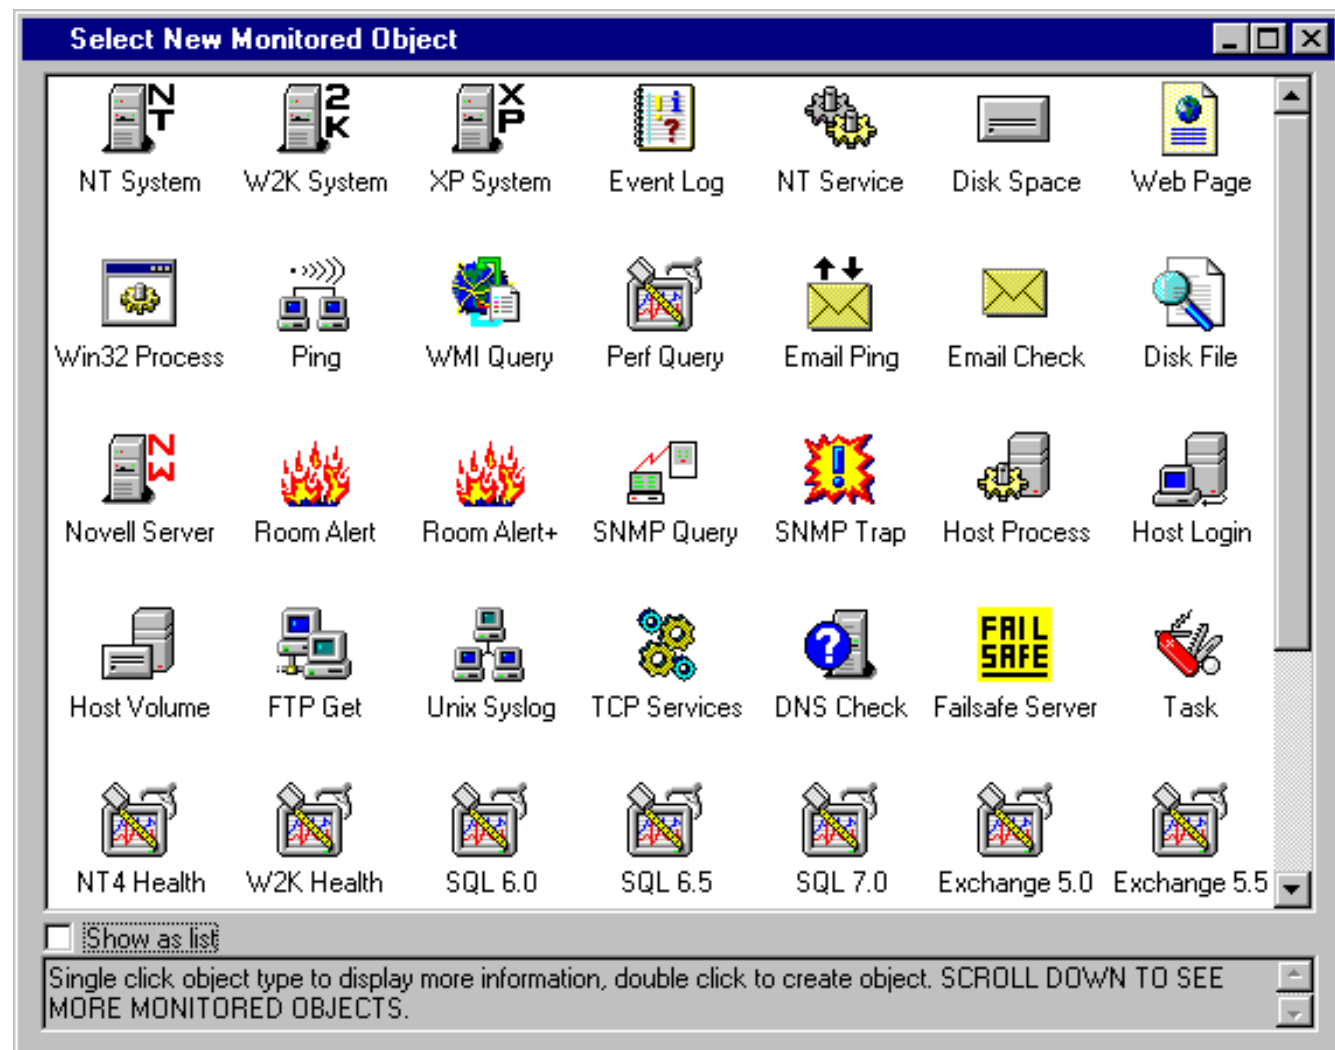 Select New Monitored Object
NT 2K XP
NT System W2K System XP System Event Log NT Service Disk Space Web Page
Win32 Process Ping WMI Query Perf Query Email Ping Email Check Disk File
NW
Novell Server Room Alert Room Alert+ SNMP Query SNMP Trap Host Process Host Login
FAIL
SAFE
Host Volume FTP Get Unix Syslog TCP Services DNS Check Failsafe Server Task
NT4 Health W2K Health SQL 6.0 SQL 6.5 SQL 7.0 Exchange 5.0 Exchange 5.5
Show as list
Single click object type to display more information, double click to create object. SCROLL DOWN TO SEE
MORE MONITORED OBJECTS.